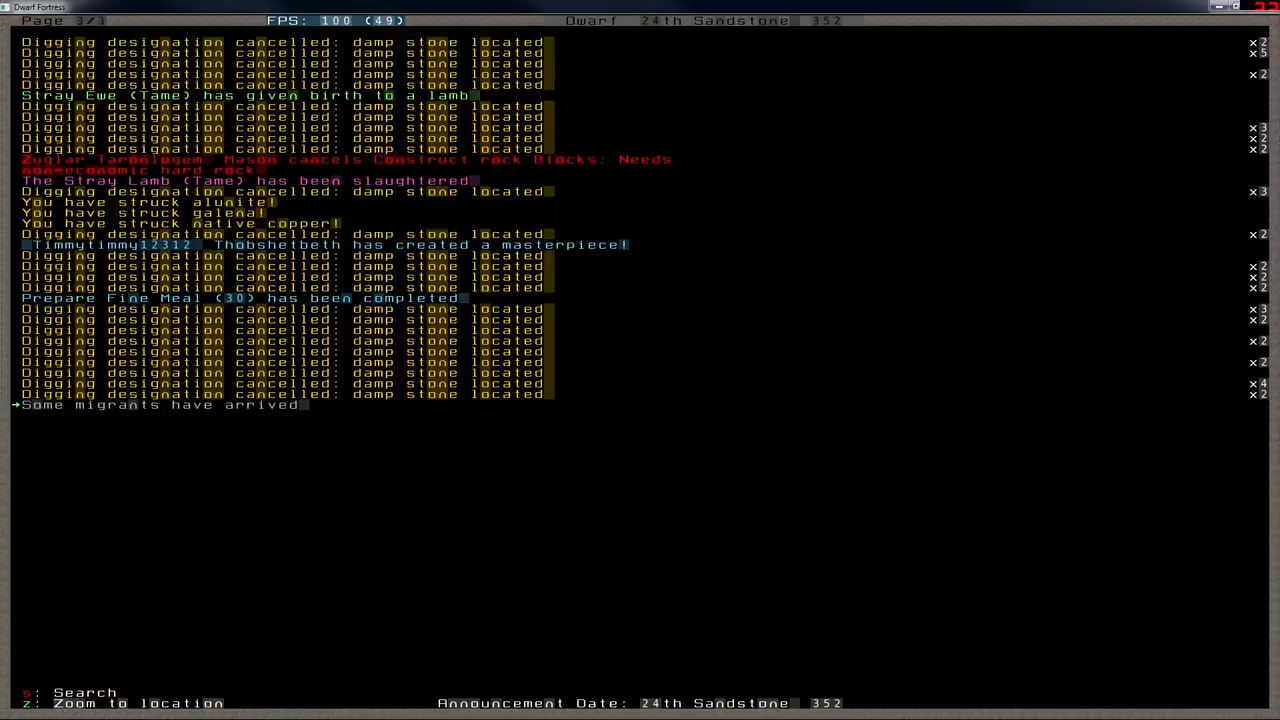 Dwarf Fortress
Page 3/3 FPS: 100 (49) Dwarf 24th Sandstone 352
Digging designation cancelled: damp stone located x2
Digging designation cancelled: damp stone located x5
Digging designation cancelled: damp stone located
Digging designation cancelled: damp stone located x2
Digging designation cancelled: damp stone located
Stray Ewe (Tame) has given birth to a lamb
Digging designation cancelled: damp stone located
Digging designation cancelled: damp stone located
Digging designation cancelled: damp stone located x3
Digging designation cancelled: damp stone located x2
Digging designation cancelled: damp stone located x2
Zuglar Taronlogem Mason cancels Construct rock Blocks: Needs
non-economic hard rock
The Stray Lamb (Tame) has been slaughtered
Digging designation cancelled: damp stone located x3
You have struck alunite!
You have struck galena!
You have struck native copper!
Digging designation cancelled: damp stone located x2
Timmytimmy12312 Thobshetbeth has created a masterpiece!
Digging designation cancelled: damp stone located
Digging designation cancelled: damp stone located x2
Digging designation cancelled: damp stone located x2
Digging designation cancelled: damp stone located x2
Prepare Fine Meal (30) has been completed
Digging designation cancelled: damp stone located x3
Digging designation cancelled: damp stone located x2
Digging designation cancelled: damp stone located
Digging designation cancelled: damp stone located x2
Digging designation cancelled: damp stone located
Digging designation cancelled: damp stone located x2
Digging designation cancelled: damp stone located
Digging designation cancelled: damp stone located x4
Digging designation cancelled: damp stone located x2
Some migrants have arrived
s: Search
z: Zoom to location Announcement Date: 24th Sandstone 352